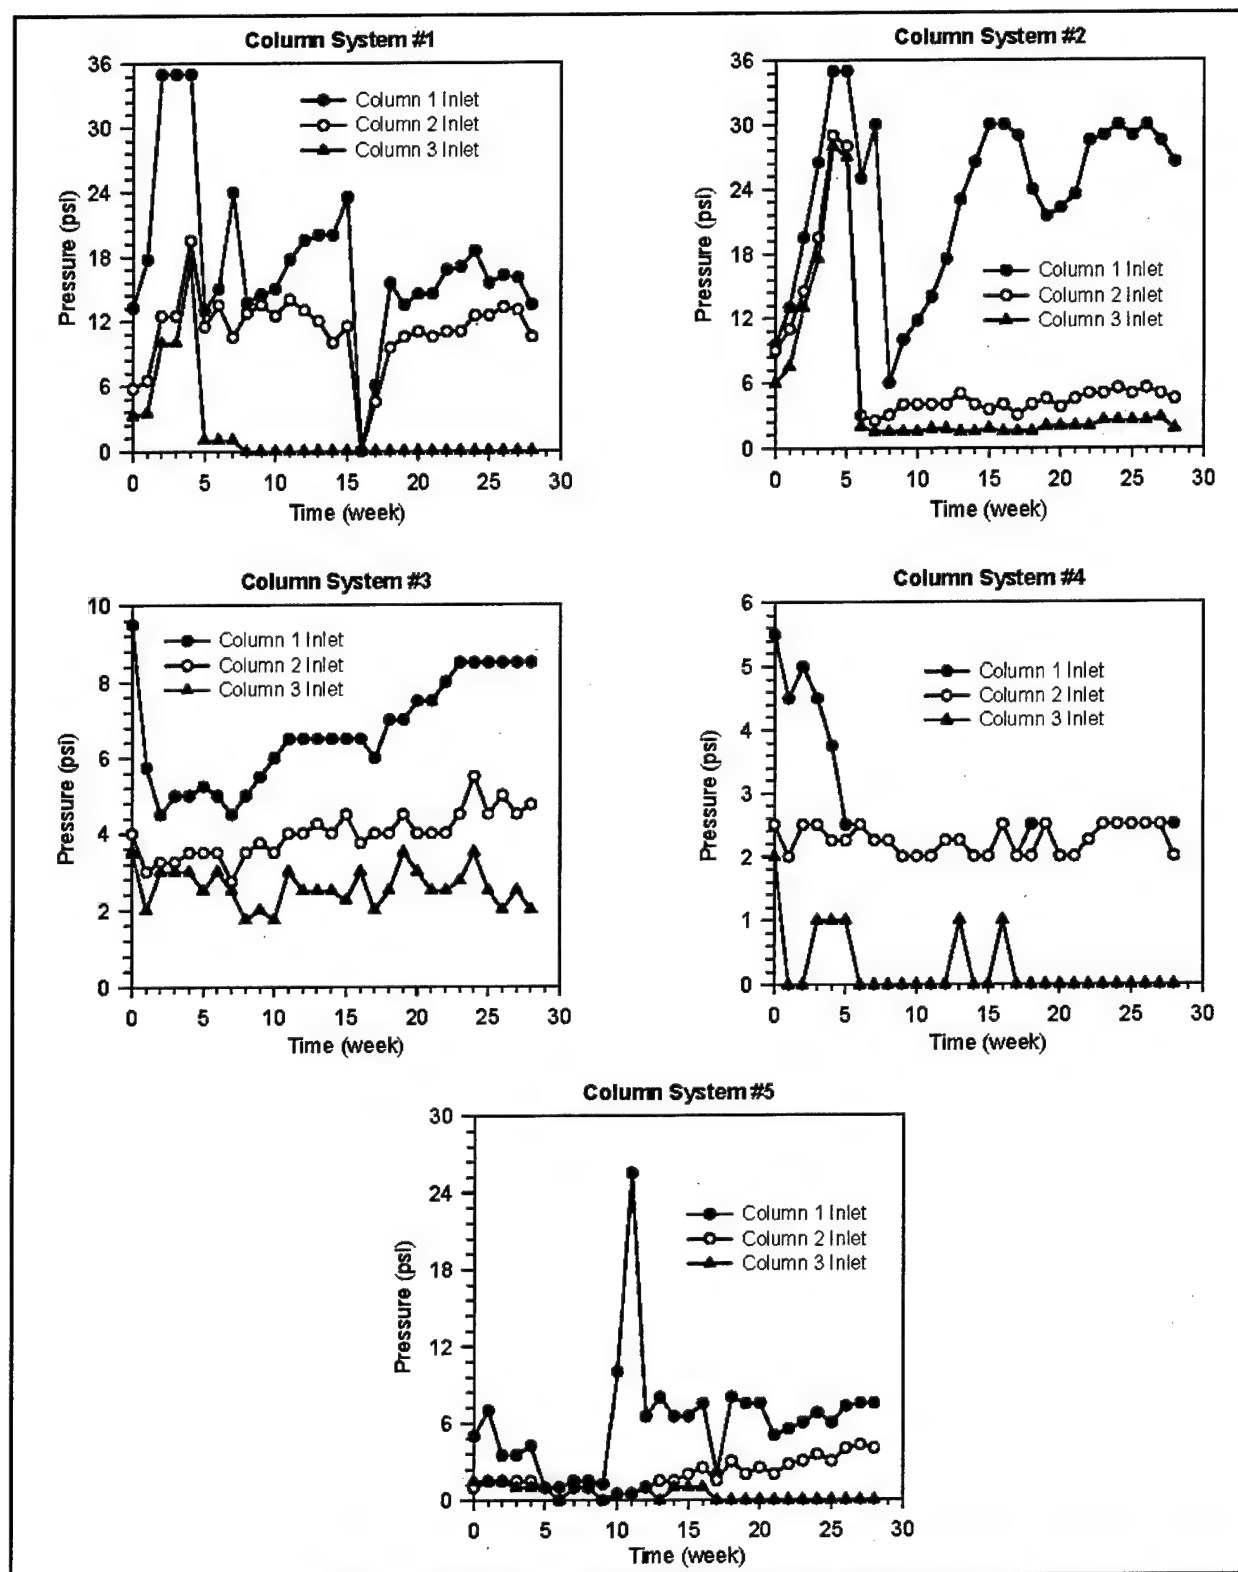 Column System #1
36
30
24
18
12
6
0
Pressure (psi)
Column 1 Inlet
Column 2 Inlet
Column 3 Inlet
0 5 10 15 20 25 30
Time (week)
Column System #2
36
30
24
18
12
6
0
Pressure (psi)
Column 1 Inlet
Column 2 Inlet
Column 3 Inlet
0 5 10 15 20 25 30
Time (week)
Column System #3
10
8
6
4
2
0
Pressure (psi)
Column 1 Inlet
Column 2 Inlet
Column 3 Inlet
0 5 10 15 20 25 30
Time (week)
Column System #4
6
5
4
3
2
1
0
Pressure (psi)
Column 1 Inlet
Column 2 Inlet
Column 3 Inlet
0 5 10 15 20 25 30
Time (week)
Column System #5
30
24
18
12
6
0
Pressure (psi)
Column 1 Inlet
Column 2 Inlet
Column 3 Inlet
0 5 10 15 20 25 30
Time (week)